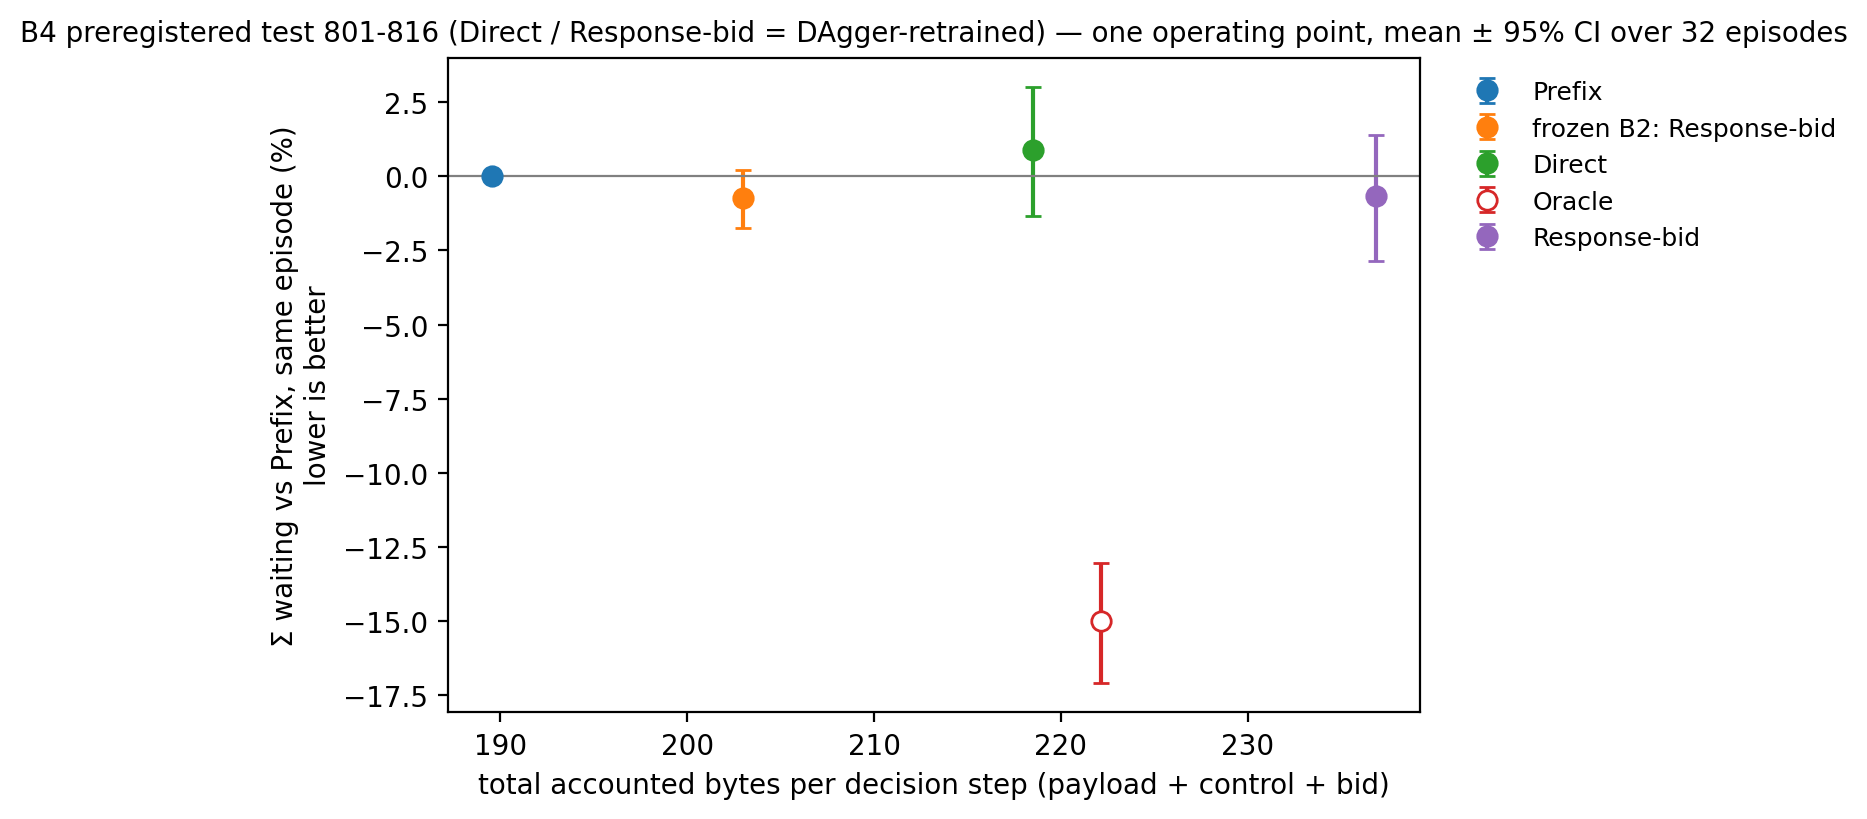 B4 preregistered test 801-816 (Direct / Response-bid = DAgger-retrained) — one operating point, mean ± 95% CI over 32 episodes
Σ waiting vs Prefix, same episode (%)
lower is better
2.5
0.0
−2.5
−5.0
−7.5
−10.0
−12.5
−15.0
−17.5
190
200
210
220
230
total accounted bytes per decision step (payload + control + bid)
Prefix
frozen B2: Response-bid
Direct
Oracle
Response-bid